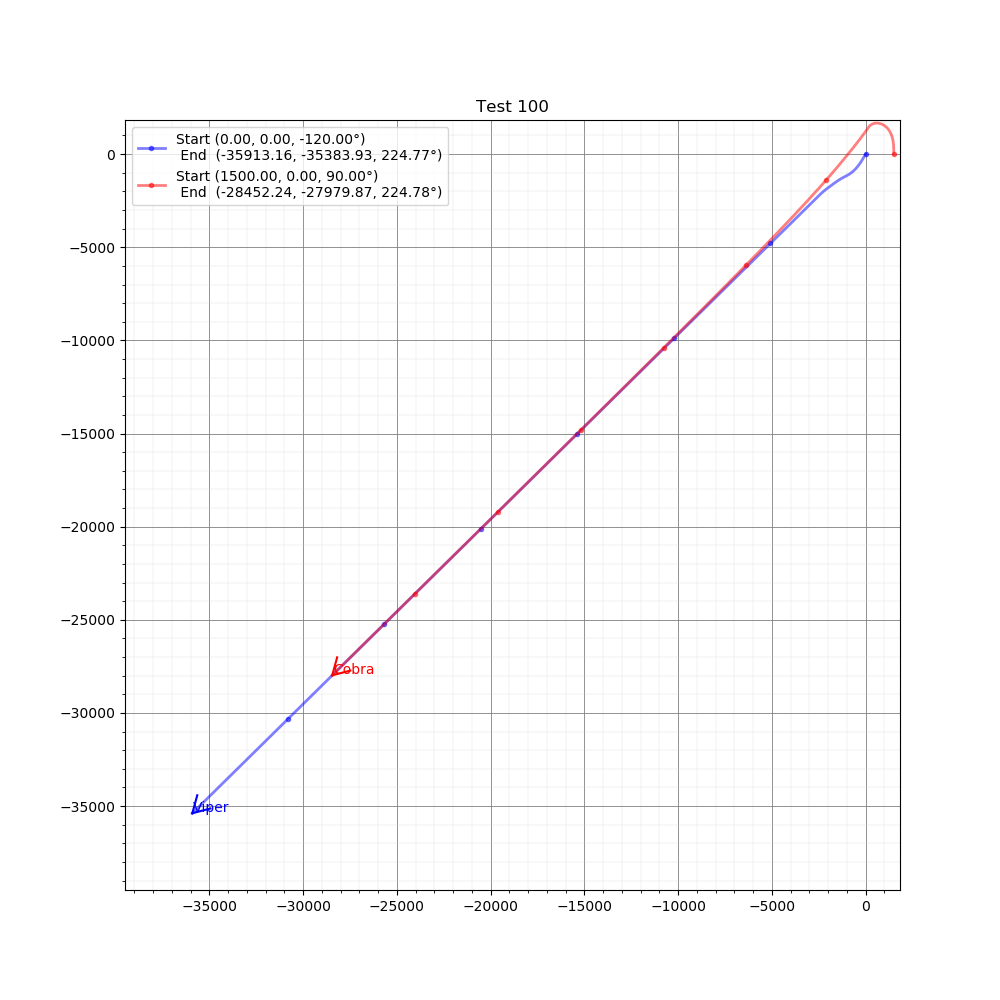 Test 100
Start (0.00, 0.00, -120.00°)
End (-35913.16, -35383.93, 224.77°)
Start (1500.00, 0.00, 90.00°)
End (-28452.24, -27979.87, 224.78°)
0
−5000
−10000
−15000
−20000
−25000
−30000
−35000
Cobra
Viper
−35000 −30000 −25000 −20000 −15000 −10000 −5000 0